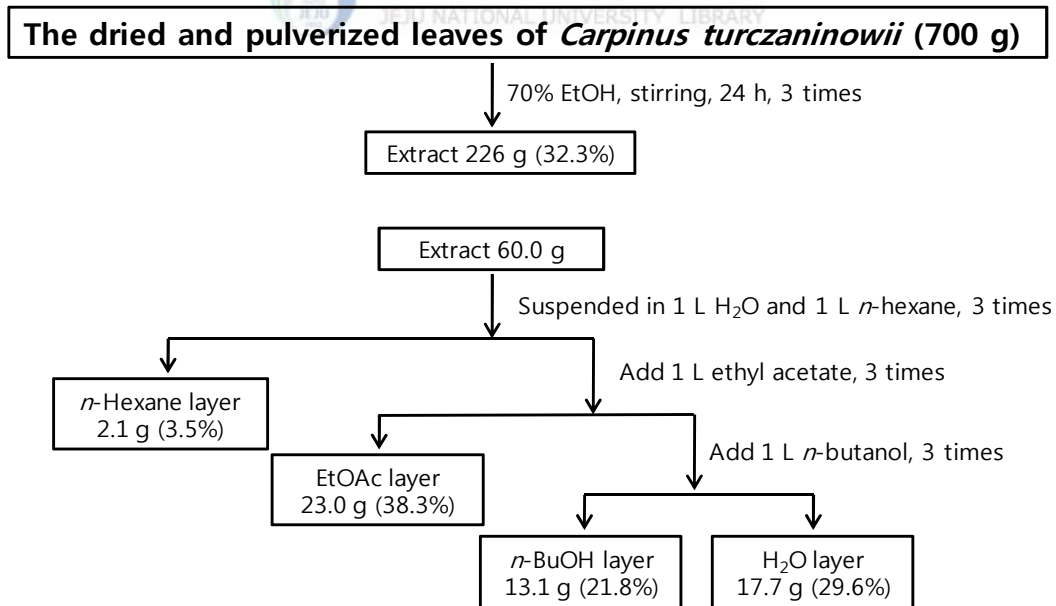 JEJU NATIONAL UNIVERSITY LIBRARY
The dried and pulverized leaves of Carpinus turczaninowii (700 g)
70% EtOH, stirring, 24 h, 3 times
Extract 226 g (32.3%)
Extract 60.0 g
Suspended in 1 L H₂O and 1 L n-hexane, 3 times
Add 1 L ethyl acetate, 3 times
n-Hexane layer
2.1 g (3.5%)
Add 1 L n-butanol, 3 times
EtOAc layer
23.0 g (38.3%)
n-BuOH layer
13.1 g (21.8%)
H₂O layer
17.7 g (29.6%)